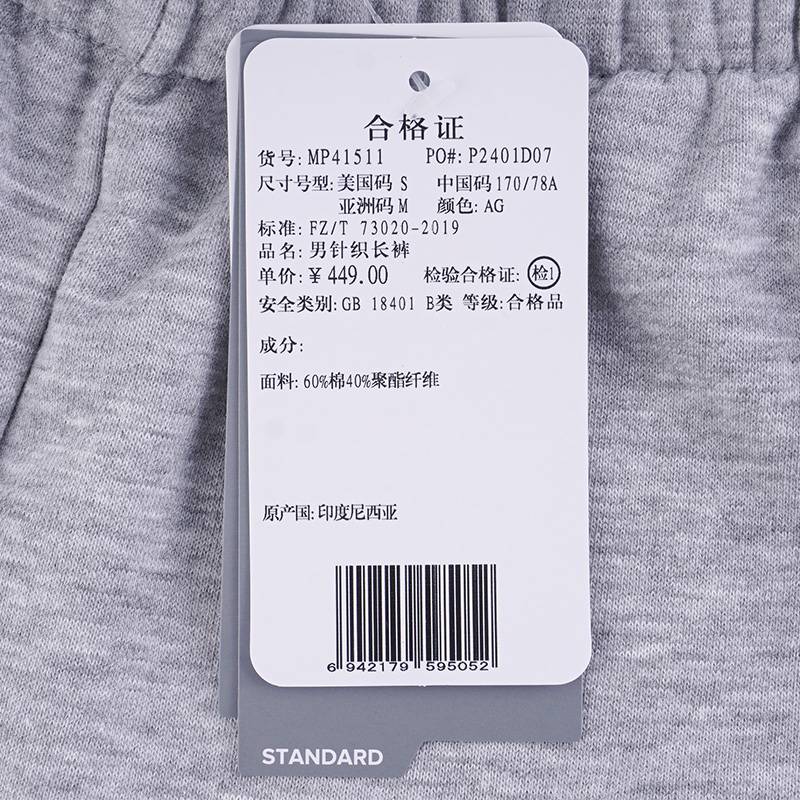 合格证
货号: MP41511 PO#: P2401D07
尺寸号型: 美国码 S 中国码 170/78A
亚洲码 M 颜色: AG
标准: FZ/T 73020-2019
品名: 男针织长裤
单价: ¥ 449.00 检验合格证: 检1
安全类别: GB 18401 B类 等级: 合格品
成分:
面料: 60%棉40%聚酯纤维
原产国: 印度尼西亚
6 942179 595052
STANDARD